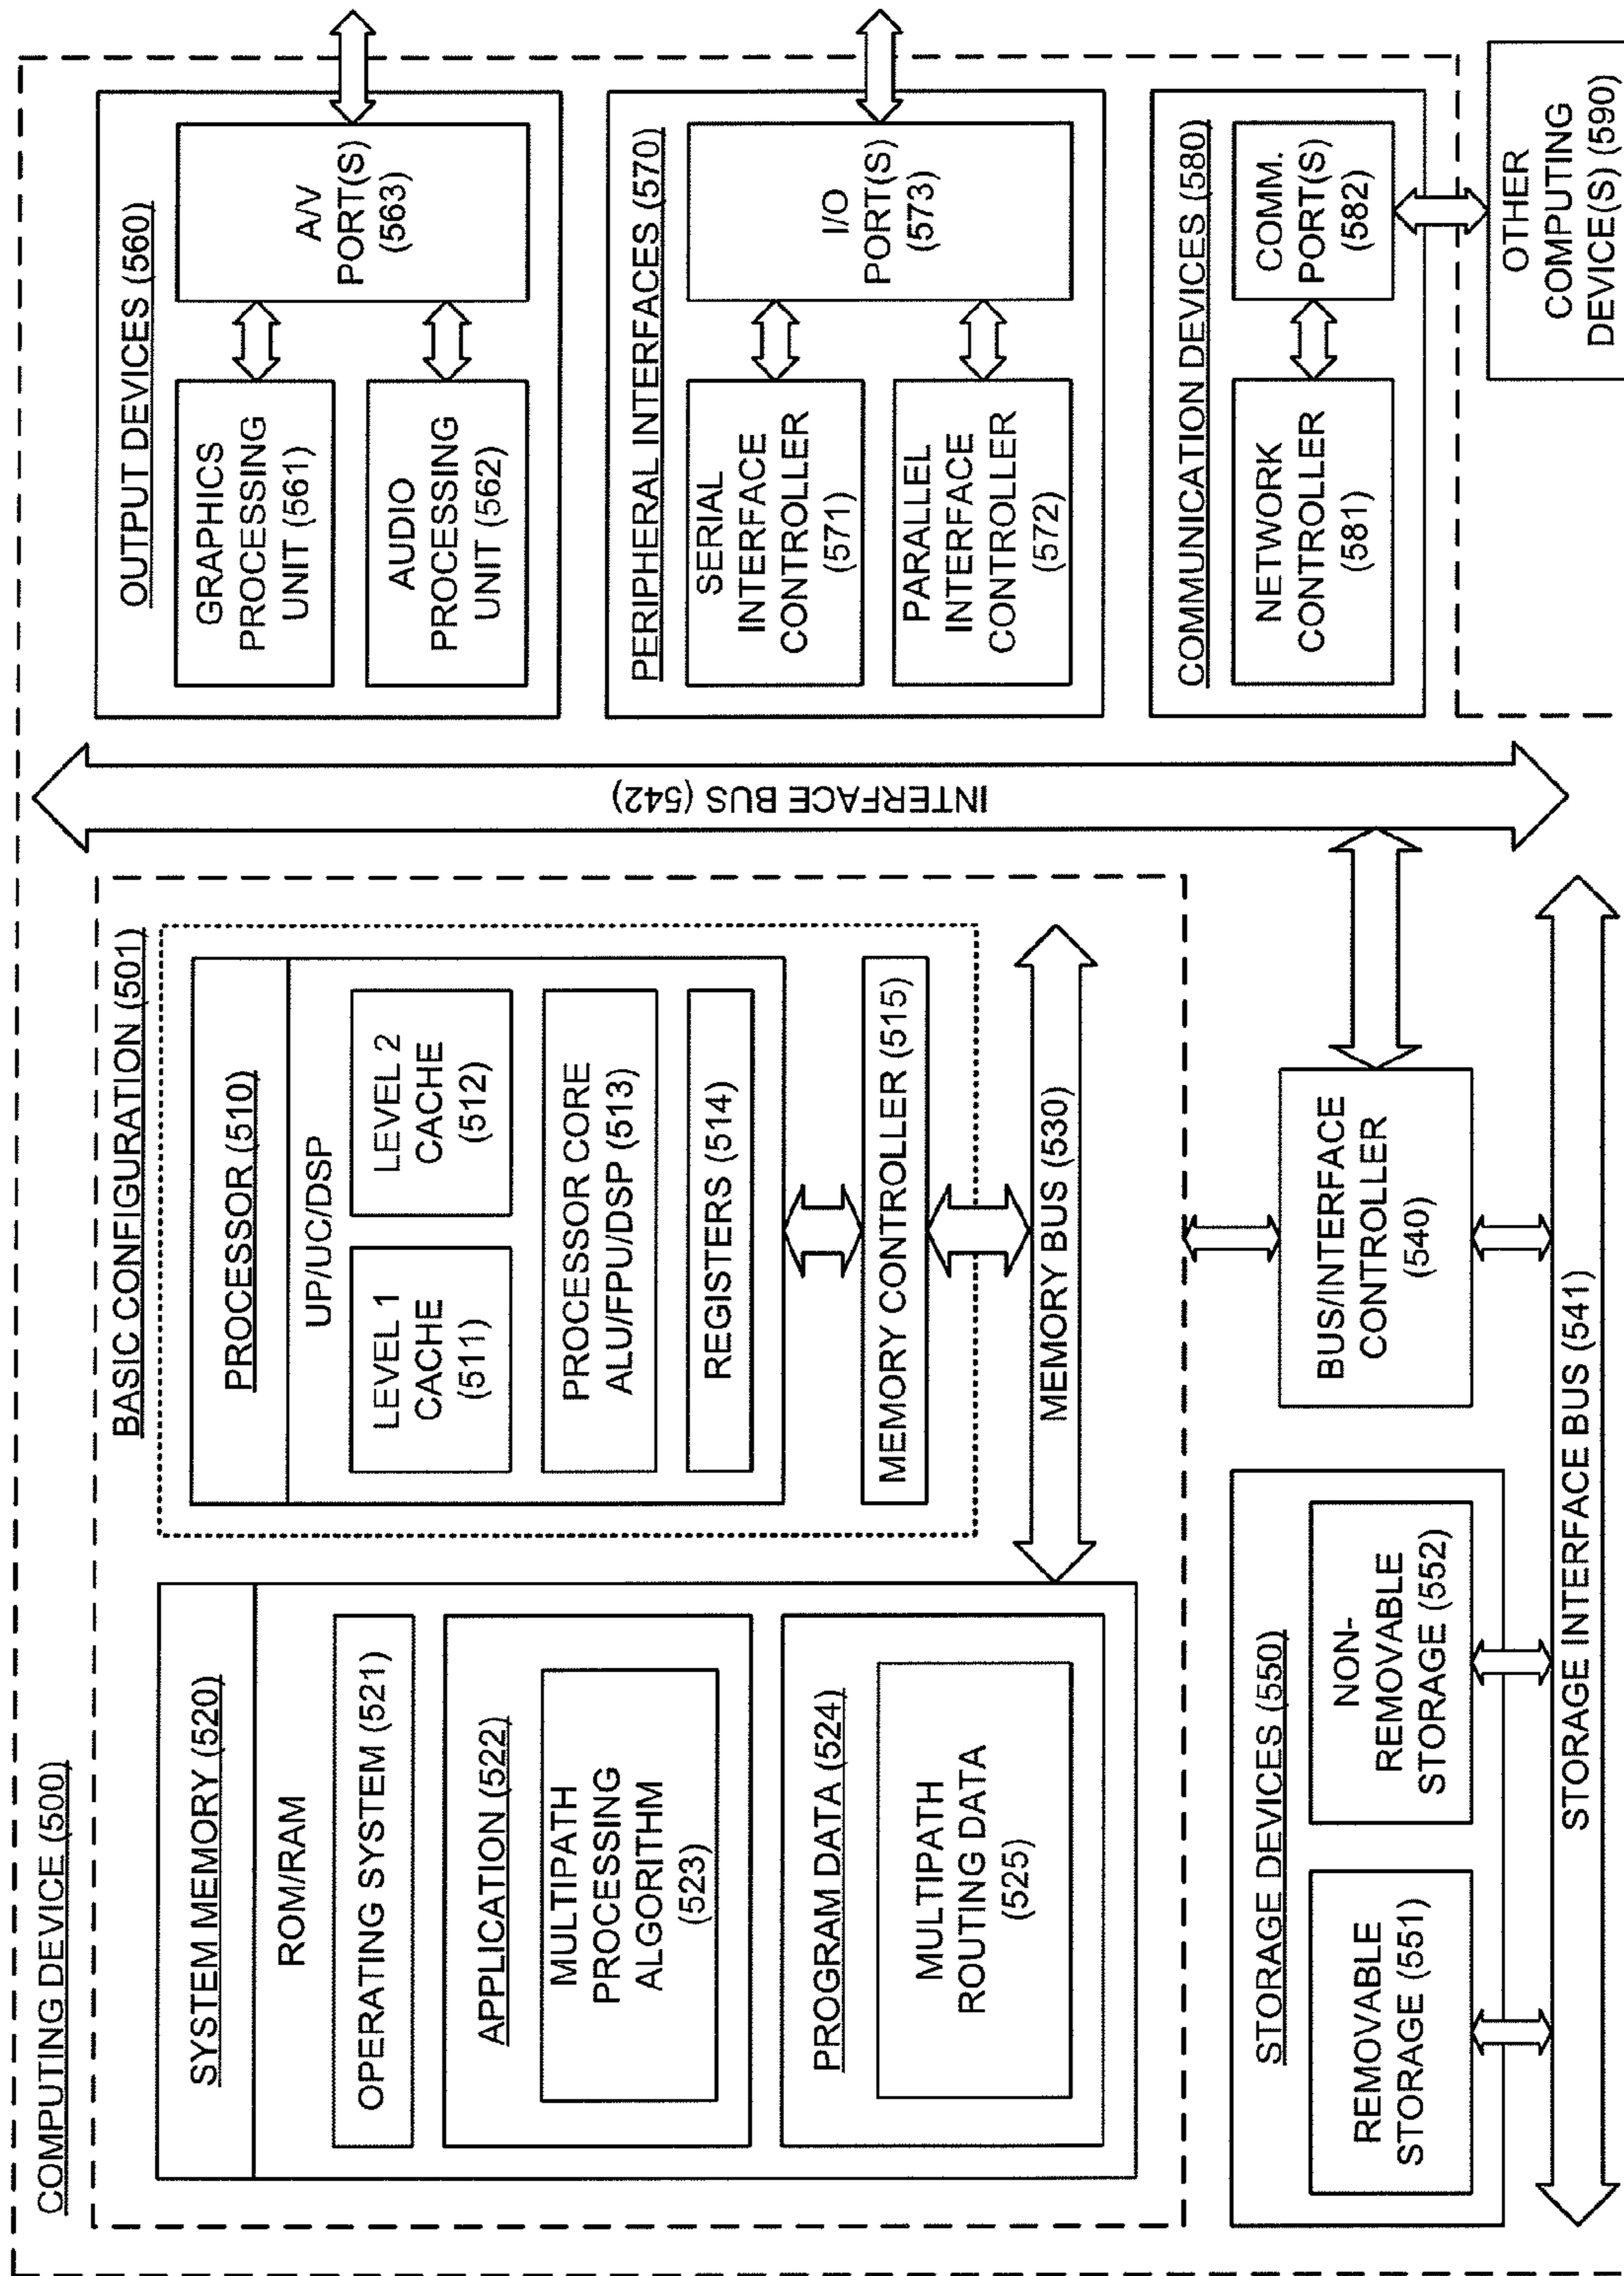 COMPUTING DEVICE (500)
BASIC CONFIGURATION (501)
SYSTEM MEMORY (520)
ROM/RAM
OPERATING SYSTEM (521)
APPLICATION (522)
MULTIPATH
PROCESSING
ALGORITHM
(523)
PROGRAM DATA (524)
MULTIPATH
ROUTING DATA
(525)
PROCESSOR (510)
UP/UC/DSP
LEVEL 1
CACHE
(511)
LEVEL 2
CACHE
(512)
PROCESSOR CORE
ALU/FPU/DSP (513)
REGISTERS (514)
MEMORY CONTROLLER (515)
MEMORY BUS (530)
BUS/INTERFACE
CONTROLLER
(540)
STORAGE DEVICES (550)
REMOVABLE
STORAGE (551)
NON-
REMOVABLE
STORAGE (552)
STORAGE INTERFACE BUS (541)
INTERFACE BUS (542)
OUTPUT DEVICES (560)
GRAPHICS
PROCESSING
UNIT (561)
AUDIO
PROCESSING
UNIT (562)
A/V
PORT(S)
(563)
PERIPHERAL INTERFACES (570)
SERIAL
INTERFACE
CONTROLLER
(571)
PARALLEL
INTERFACE
CONTROLLER
(572)
I/O
PORT(S)
(573)
COMMUNICATION DEVICES (580)
NETWORK
CONTROLLER
(581)
COMM.
PORT(S)
(582)
OTHER
COMPUTING
DEVICE(S) (590)